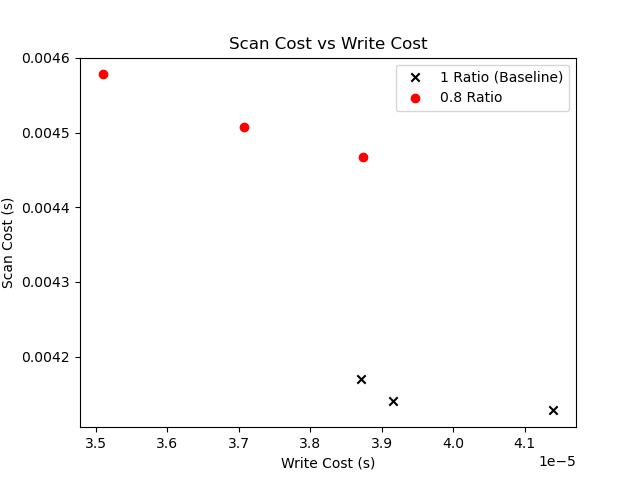 Scan Cost vs Write Cost
1 Ratio (Baseline)
0.8 Ratio
Scan Cost (s)
0.0046
0.0045
0.0044
0.0043
0.0042
3.5 3.6 3.7 3.8 3.9 4.0 4.1
1e−5
Write Cost (s)